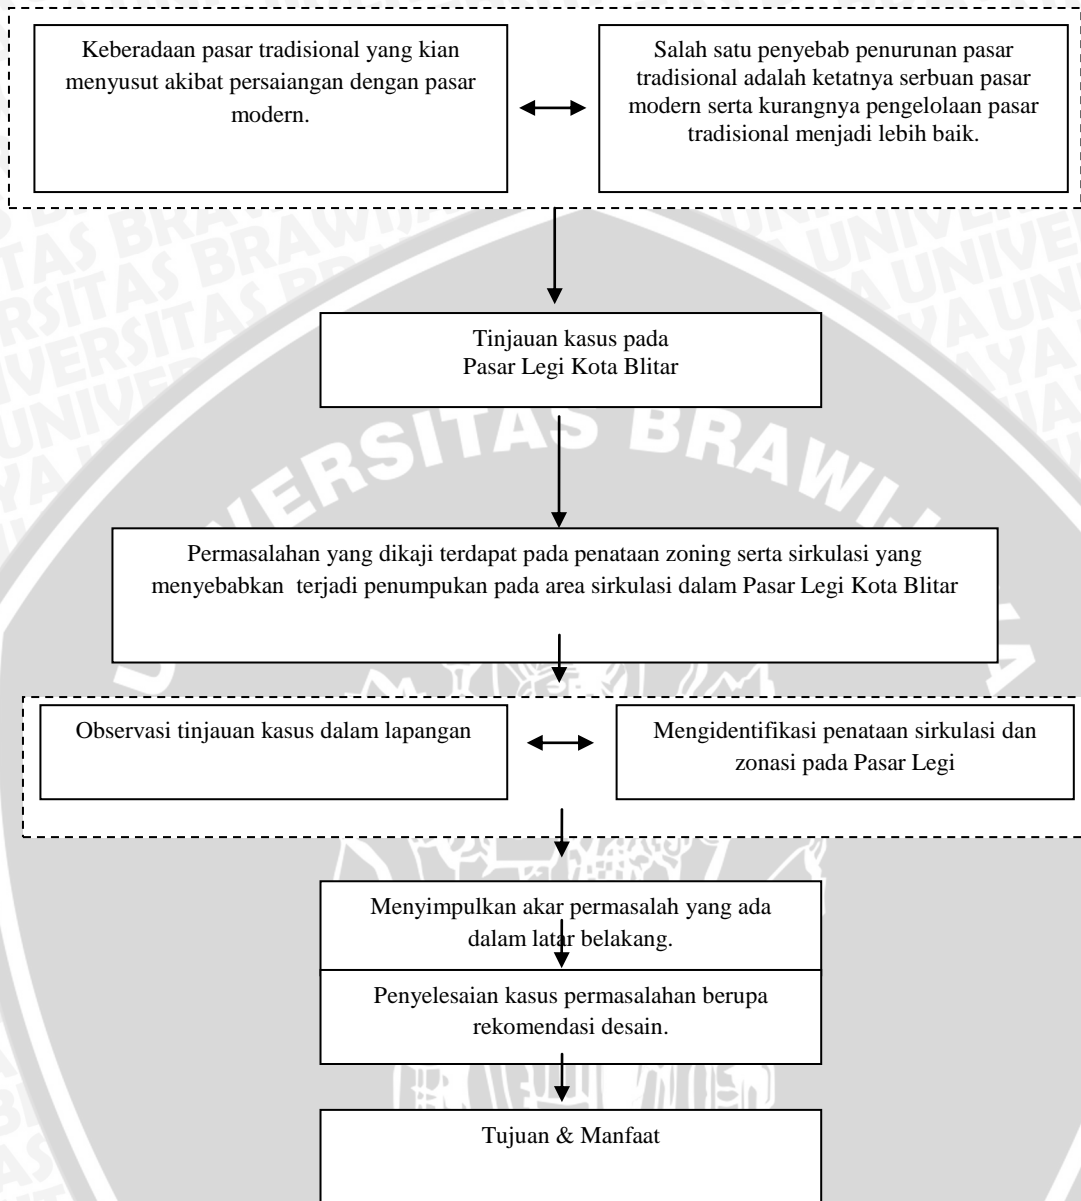 Keberadaan pasar tradisional yang kian
menyusut akibat persaiangan dengan pasar
modern.
Salah satu penyebab penurunan pasar
tradisional adalah ketatnya serbuan pasar
modern serta kurangnya pengelolaan pasar
tradisional menjadi lebih baik.
Tinjauan kasus pada
Pasar Legi Kota Blitar
UNIVERSITAS BRAWIJAYA
Permasalahan yang dikaji terdapat pada penataan zoning serta sirkulasi yang
menyebabkan terjadi penumpukan pada area sirkulasi dalam Pasar Legi Kota Blitar
Observasi tinjauan kasus dalam lapangan
Mengidentifikasi penataan sirkulasi dan
zonasi pada Pasar Legi
Menyimpulkan akar permasalah yang ada
dalam latar belakang.
Penyelesaian kasus permasalahan berupa
rekomendasi desain.
Tujuan & Manfaat